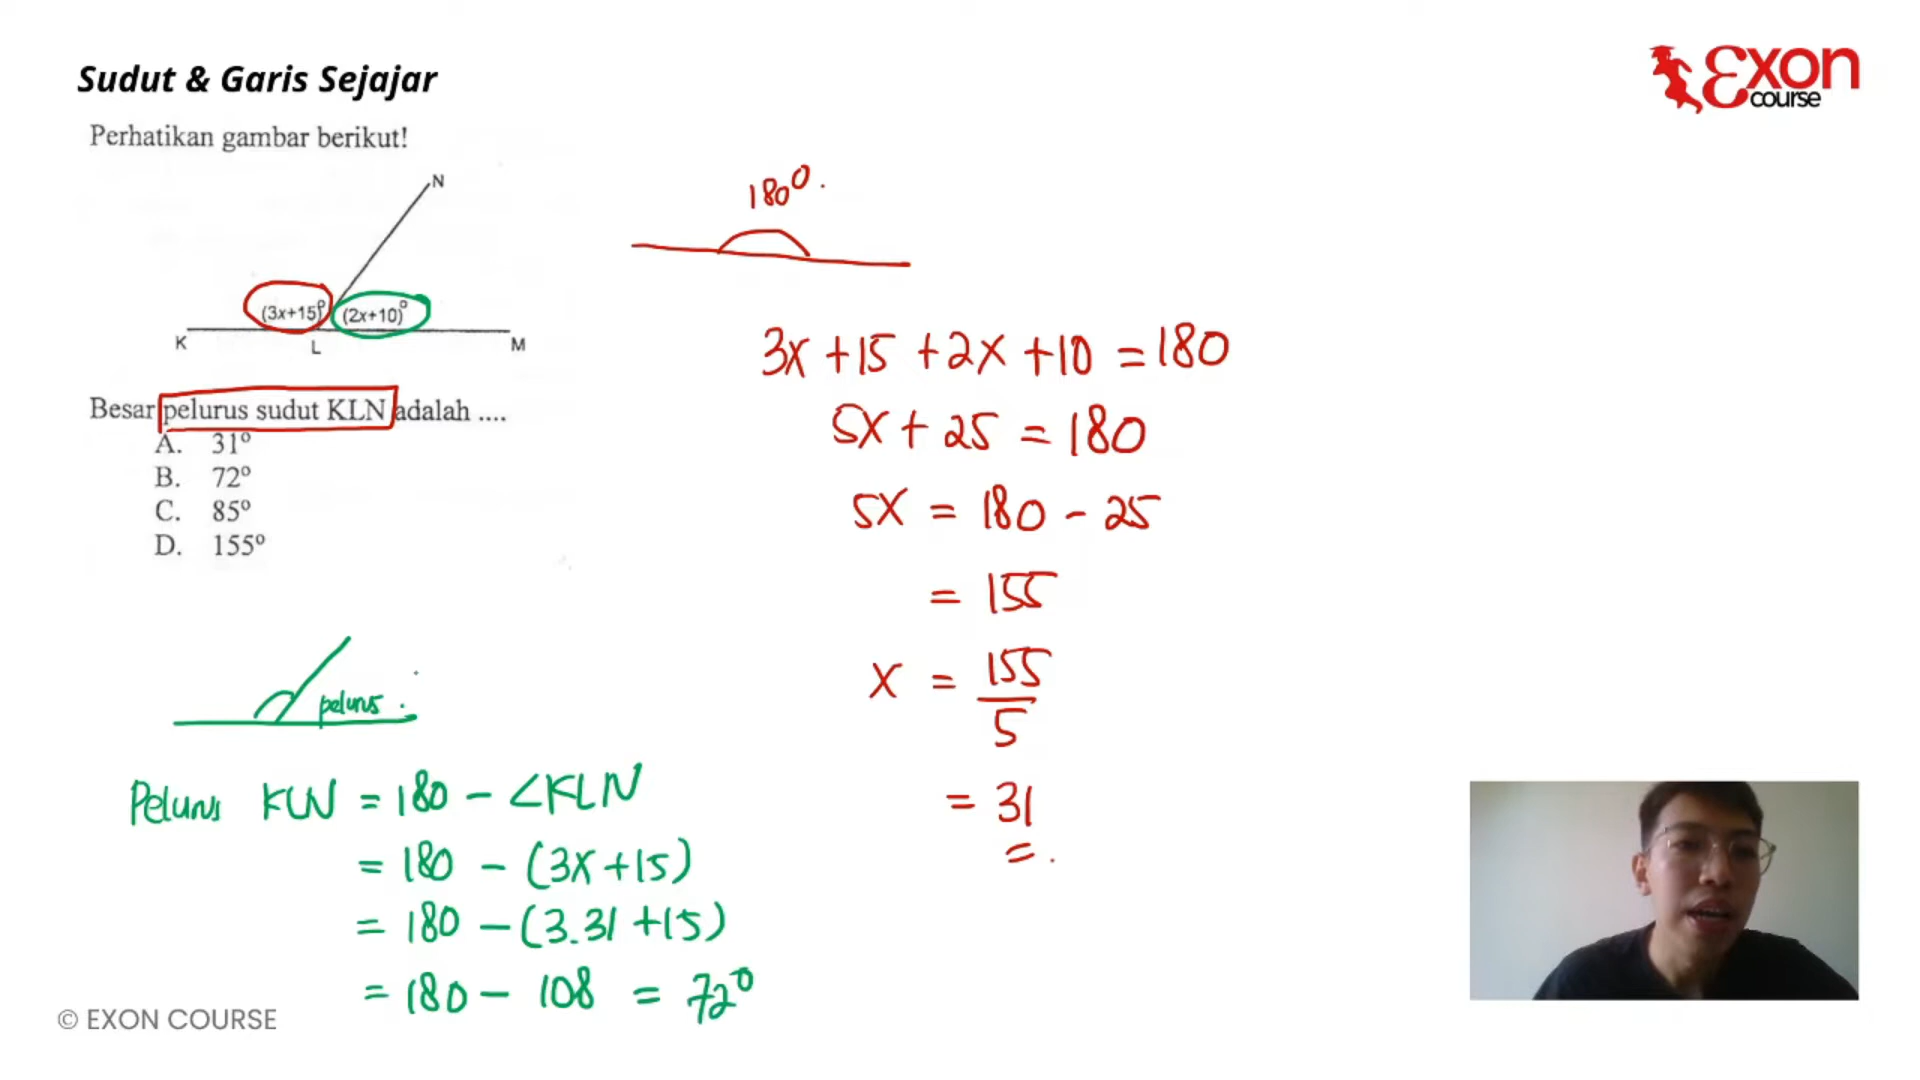 Sudut & Garis Sejajar
Exon
course
Perhatikan gambar berikut!
N
(3x+15)° (2x+10)°
K L M
Besar pelurus sudut KLN adalah ....
A. 31°
B. 72°
C. 85°
D. 155°
pelurus
Pelurus KLN = 180 - ∠KLN
= 180 - (3x+15)
= 180 - (3.31+15)
= 180 - 108 = 72°
180°
3x+15+2x+10=180
5x+25=180
5x = 180 - 25
= 155
x = 155/5
= 31
© EXON COURSE